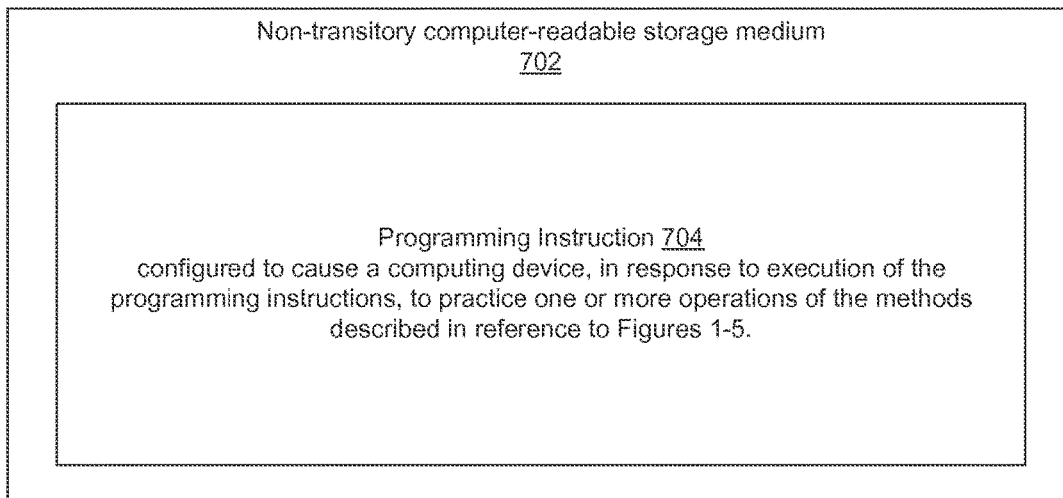 Non-transitory computer-readable storage medium
702
Programming Instruction 704
configured to cause a computing device, in response to execution of the
programming instructions, to practice one or more operations of the methods
described in reference to Figures 1-5.